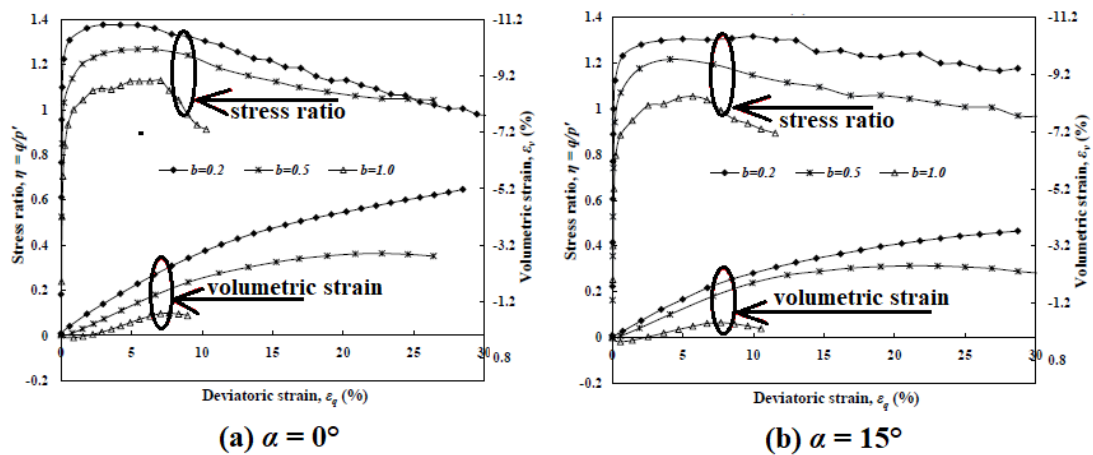 1.4
1.2
1
0.8
0.6
0.4
0.2
0
-0.2
Stress ratio, η = q/p'
-11.2
-9.2
-7.2
-5.2
-3.2
-1.2
0.8
Volumetric strain, εv (%)
stress ratio
b=0.2 b=0.5 b=1.0
volumetric strain
0 5 10 15 20 25 30
Deviatoric strain, εq (%)
(a) α = 0°
1.4
1.2
1
0.8
0.6
0.4
0.2
0
-0.2
Stress ratio, η = q/p'
-11.2
-9.2
-7.2
-5.2
-3.2
-1.2
0.8
Volumetric strain, εv (%)
stress ratio
b=0.2 b=0.5 b=1.0
volumetric strain
0 5 10 15 20 25 30
Deviatoric strain, εq (%)
(b) α = 15°